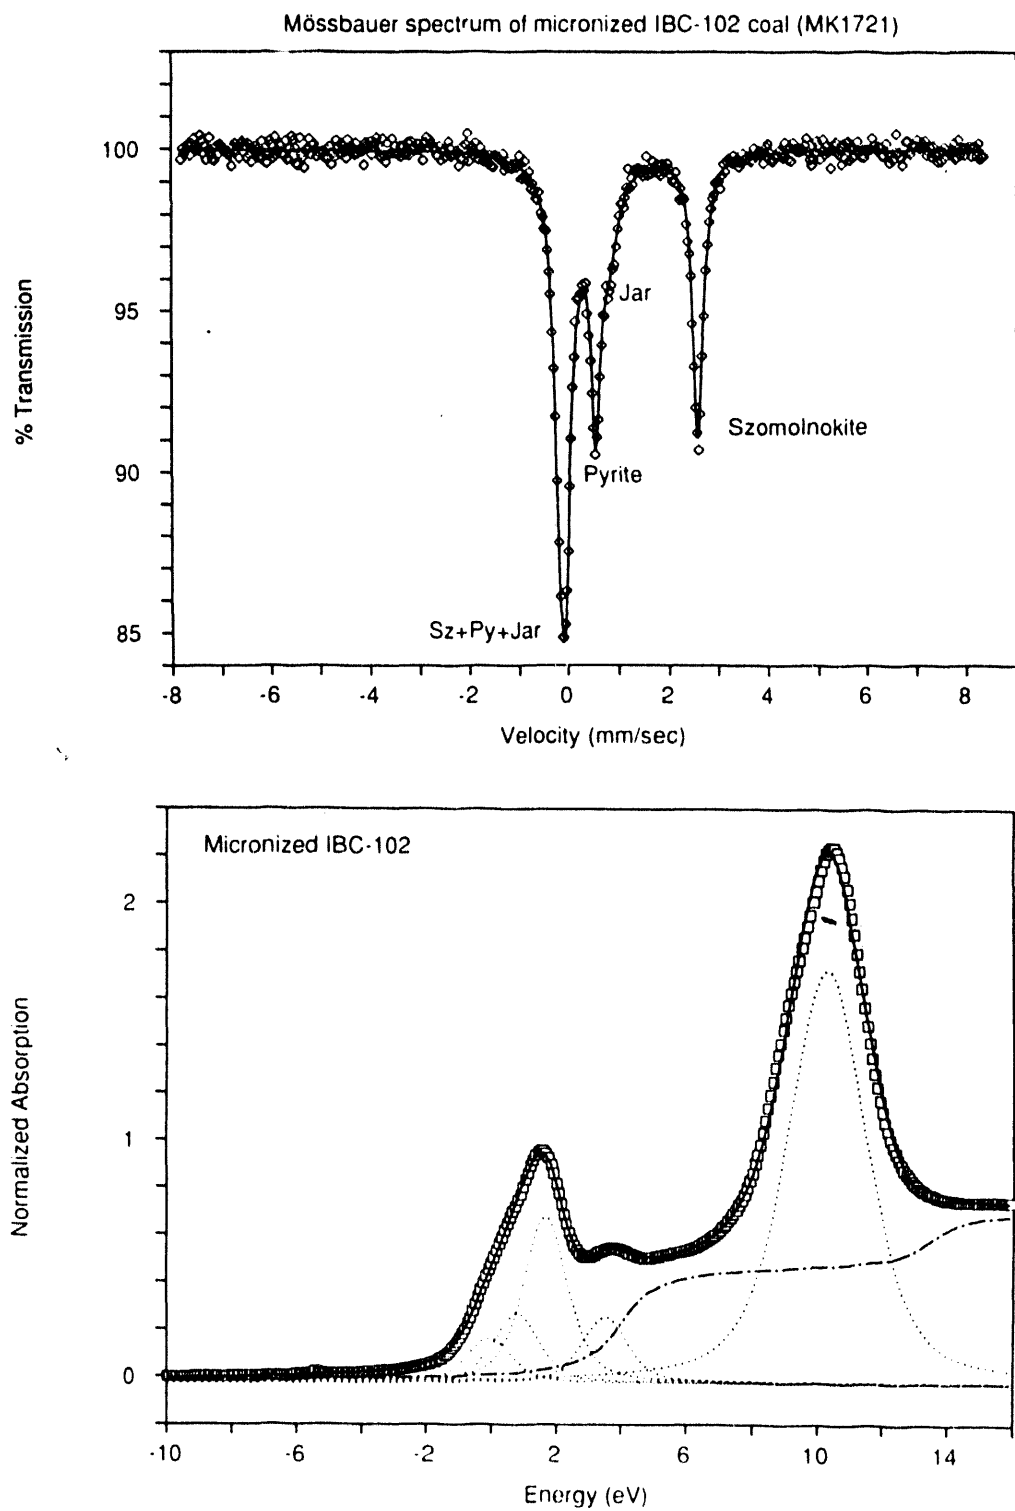 Mössbauer spectrum of micronized IBC-102 coal (MK1721)
100
95
90
85
% Transmission
Jar
Szomolnokite
Pyrite
Sz+Py+Jar
-8 -6 -4 -2 0 2 4 6 8
Velocity (mm/sec)
Micronized IBC-102
2
1
0
Normalized Absorption
-10 -6 -2 2 6 10 14
Energy (eV)